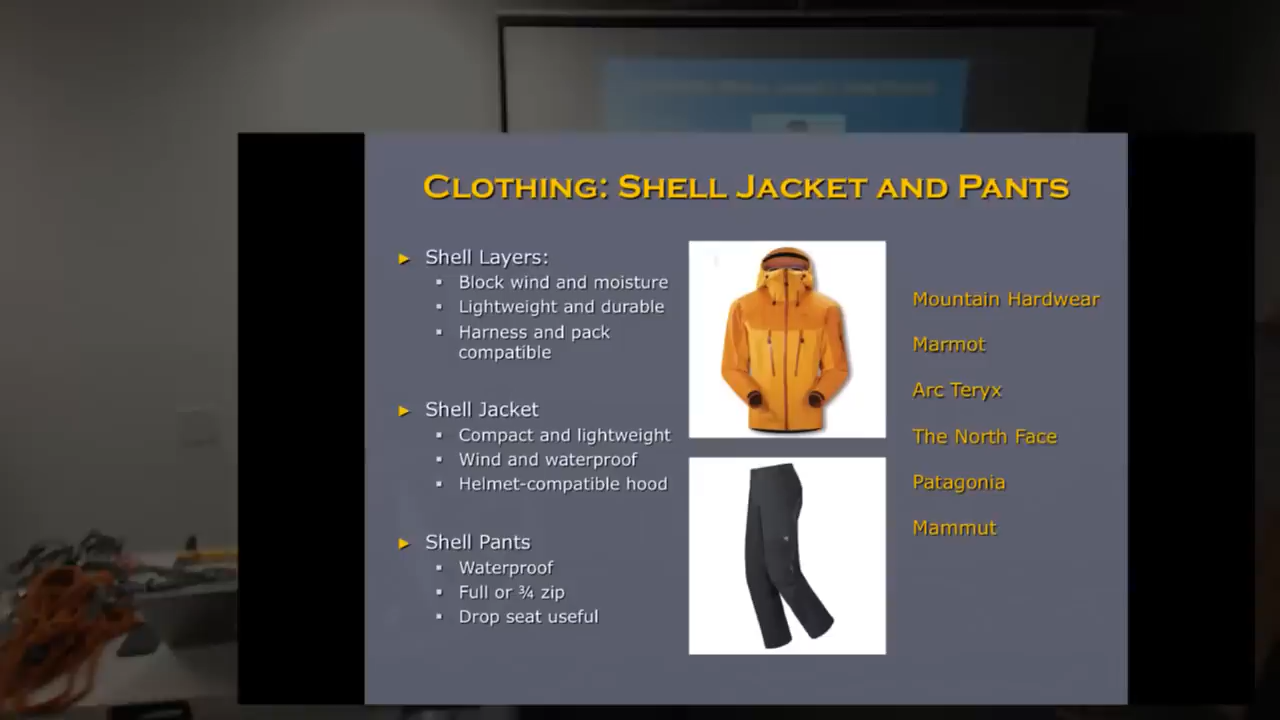 CLOTHING: SHELL JACKET AND PANTS
Shell Layers:
Block wind and moisture
Lightweight and durable
Harness and pack
compatible
Shell Jacket
Compact and lightweight
Wind and waterproof
Helmet-compatible hood
Shell Pants
Waterproof
Full or ¾ zip
Drop seat useful
Mountain Hardwear
Marmot
Arc Teryx
The North Face
Patagonia
Mammut